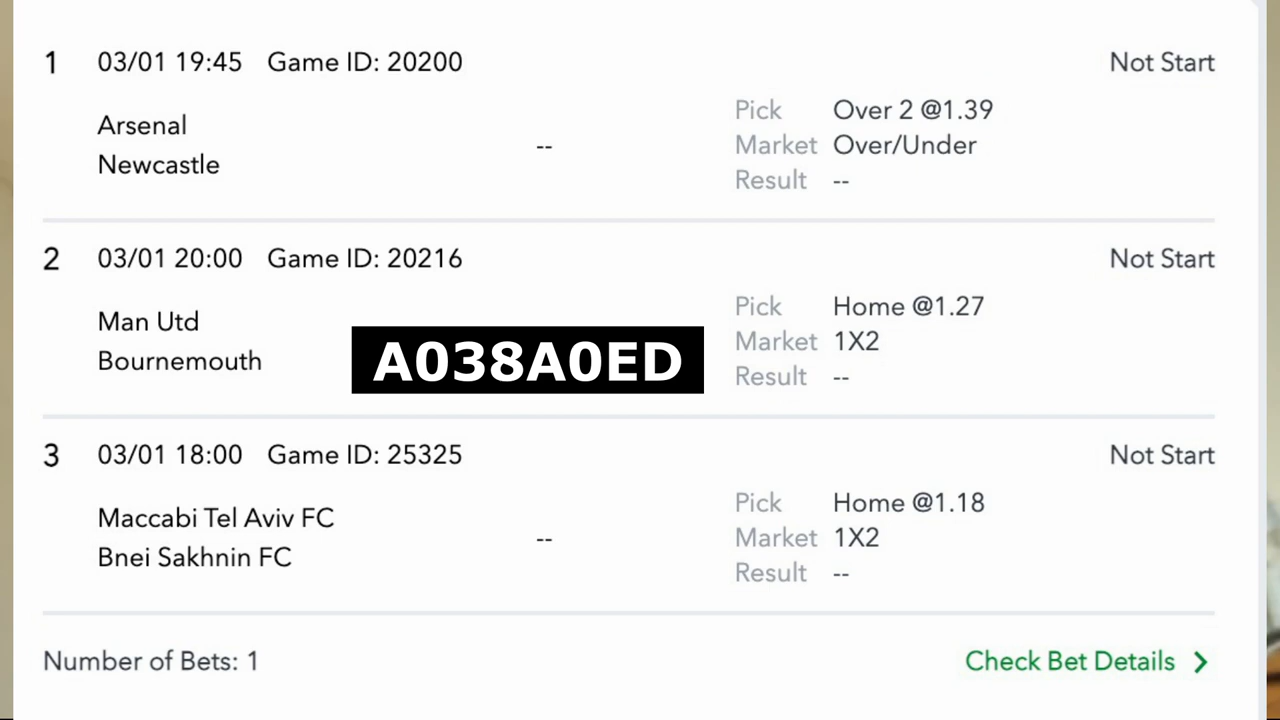 1 03/01 19:45 Game ID: 20200 Not Start
Arsenal
Newcastle
--
Pick Over 2 @1.39
Market Over/Under
Result --
2 03/01 20:00 Game ID: 20216 Not Start
Man Utd
Bournemouth
A038A0ED
Pick Home @1.27
Market 1X2
Result --
3 03/01 18:00 Game ID: 25325 Not Start
Maccabi Tel Aviv FC
Bnei Sakhnin FC
--
Pick Home @1.18
Market 1X2
Result --
Number of Bets: 1 Check Bet Details >